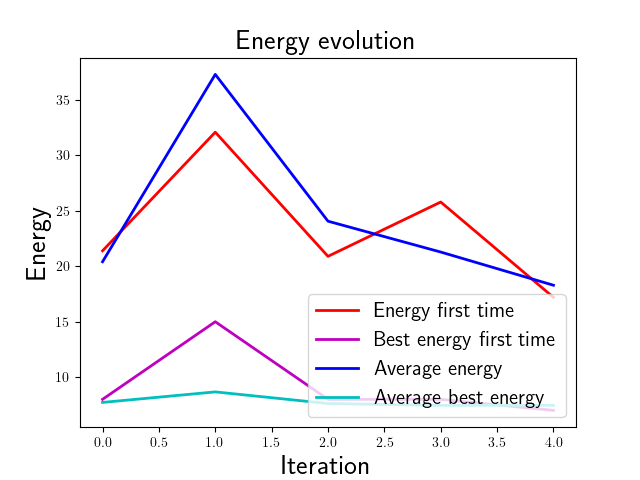 Energy evolution
Energy
35
30
25
20
15
10
Energy first time
Best energy first time
Average energy
Average best energy
0.0 0.5 1.0 1.5 2.0 2.5 3.0 3.5 4.0
Iteration